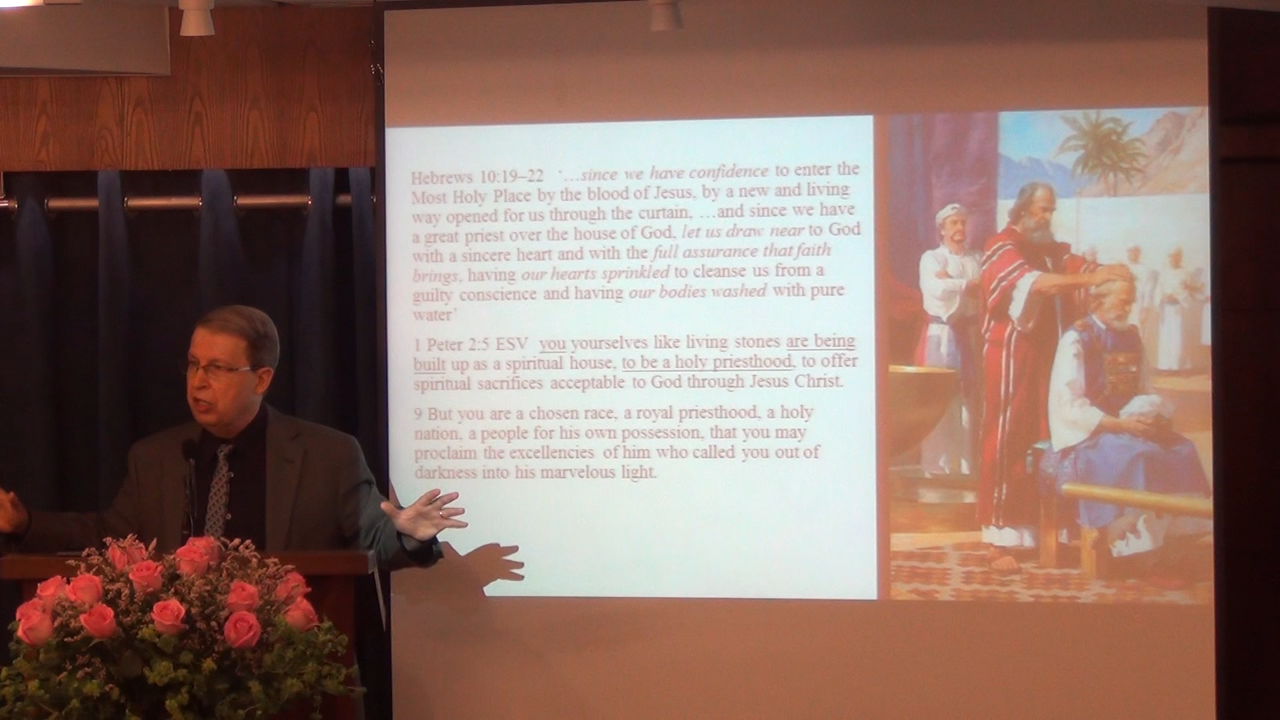 Hebrews 10:19–22 '…since we have confidence to enter the
Most Holy Place by the blood of Jesus, by a new and living
way opened for us through the curtain, …and since we have
a great priest over the house of God, let us draw near to God
with a sincere heart and with the full assurance that faith
brings, having our hearts sprinkled to cleanse us from a
guilty conscience and having our bodies washed with pure
water'
1 Peter 2:5 ESV you yourselves like living stones are being
built up as a spiritual house, to be a holy priesthood, to offer
spiritual sacrifices acceptable to God through Jesus Christ.
9 But you are a chosen race, a royal priesthood, a holy
nation, a people for his own possession, that you may
proclaim the excellencies of him who called you out of
darkness into his marvelous light.